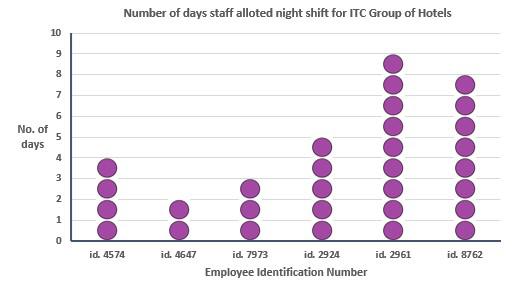 Number of days staff alloted night shift for ITC Group of Hotels
10
9
8
7
6
5
4
3
2
1
0
No. of
days
id. 4574 id. 4647 id. 7973 id. 2924 id. 2961 id. 8762
Employee Identification Number